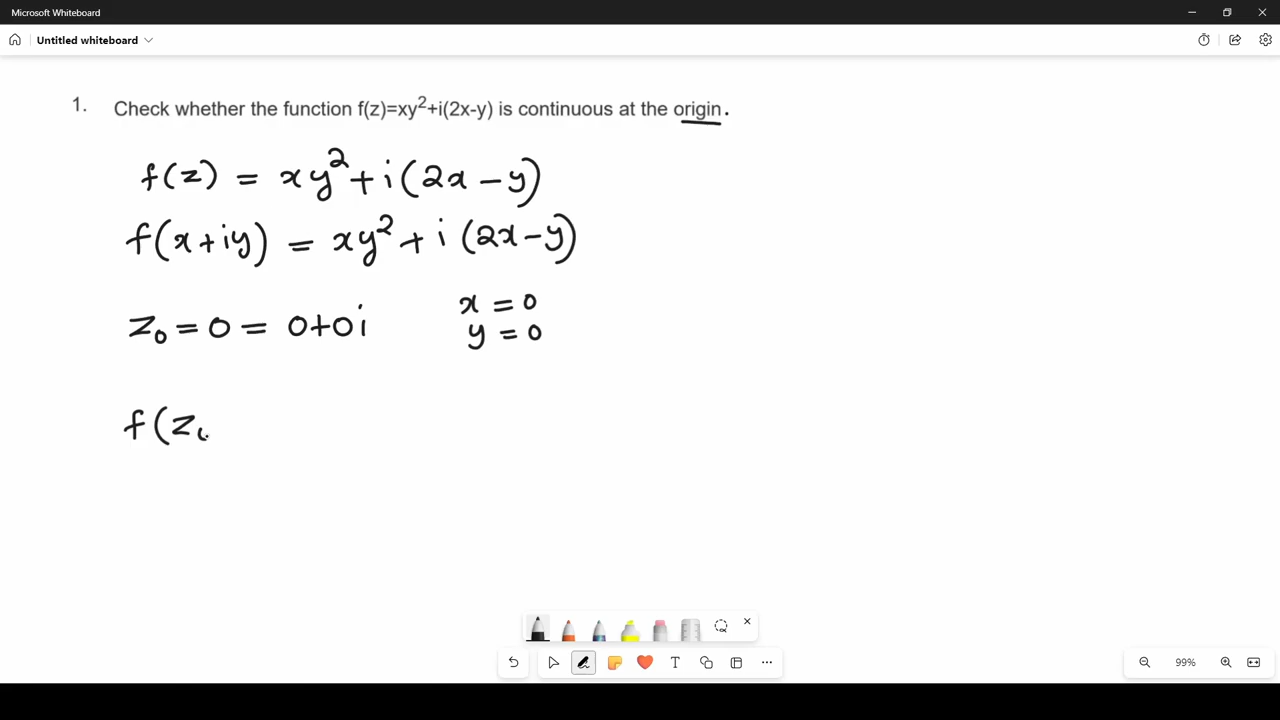 Microsoft Whiteboard
Untitled whiteboard
1. Check whether the function f(z)=xy²+i(2x-y) is continuous at the origin.
f(z) = xy² + i(2x - y)
f(x+iy) = xy² + i(2x-y)
x = 0
z₀ = 0 = 0+0i
y = 0
f(z
T
99%